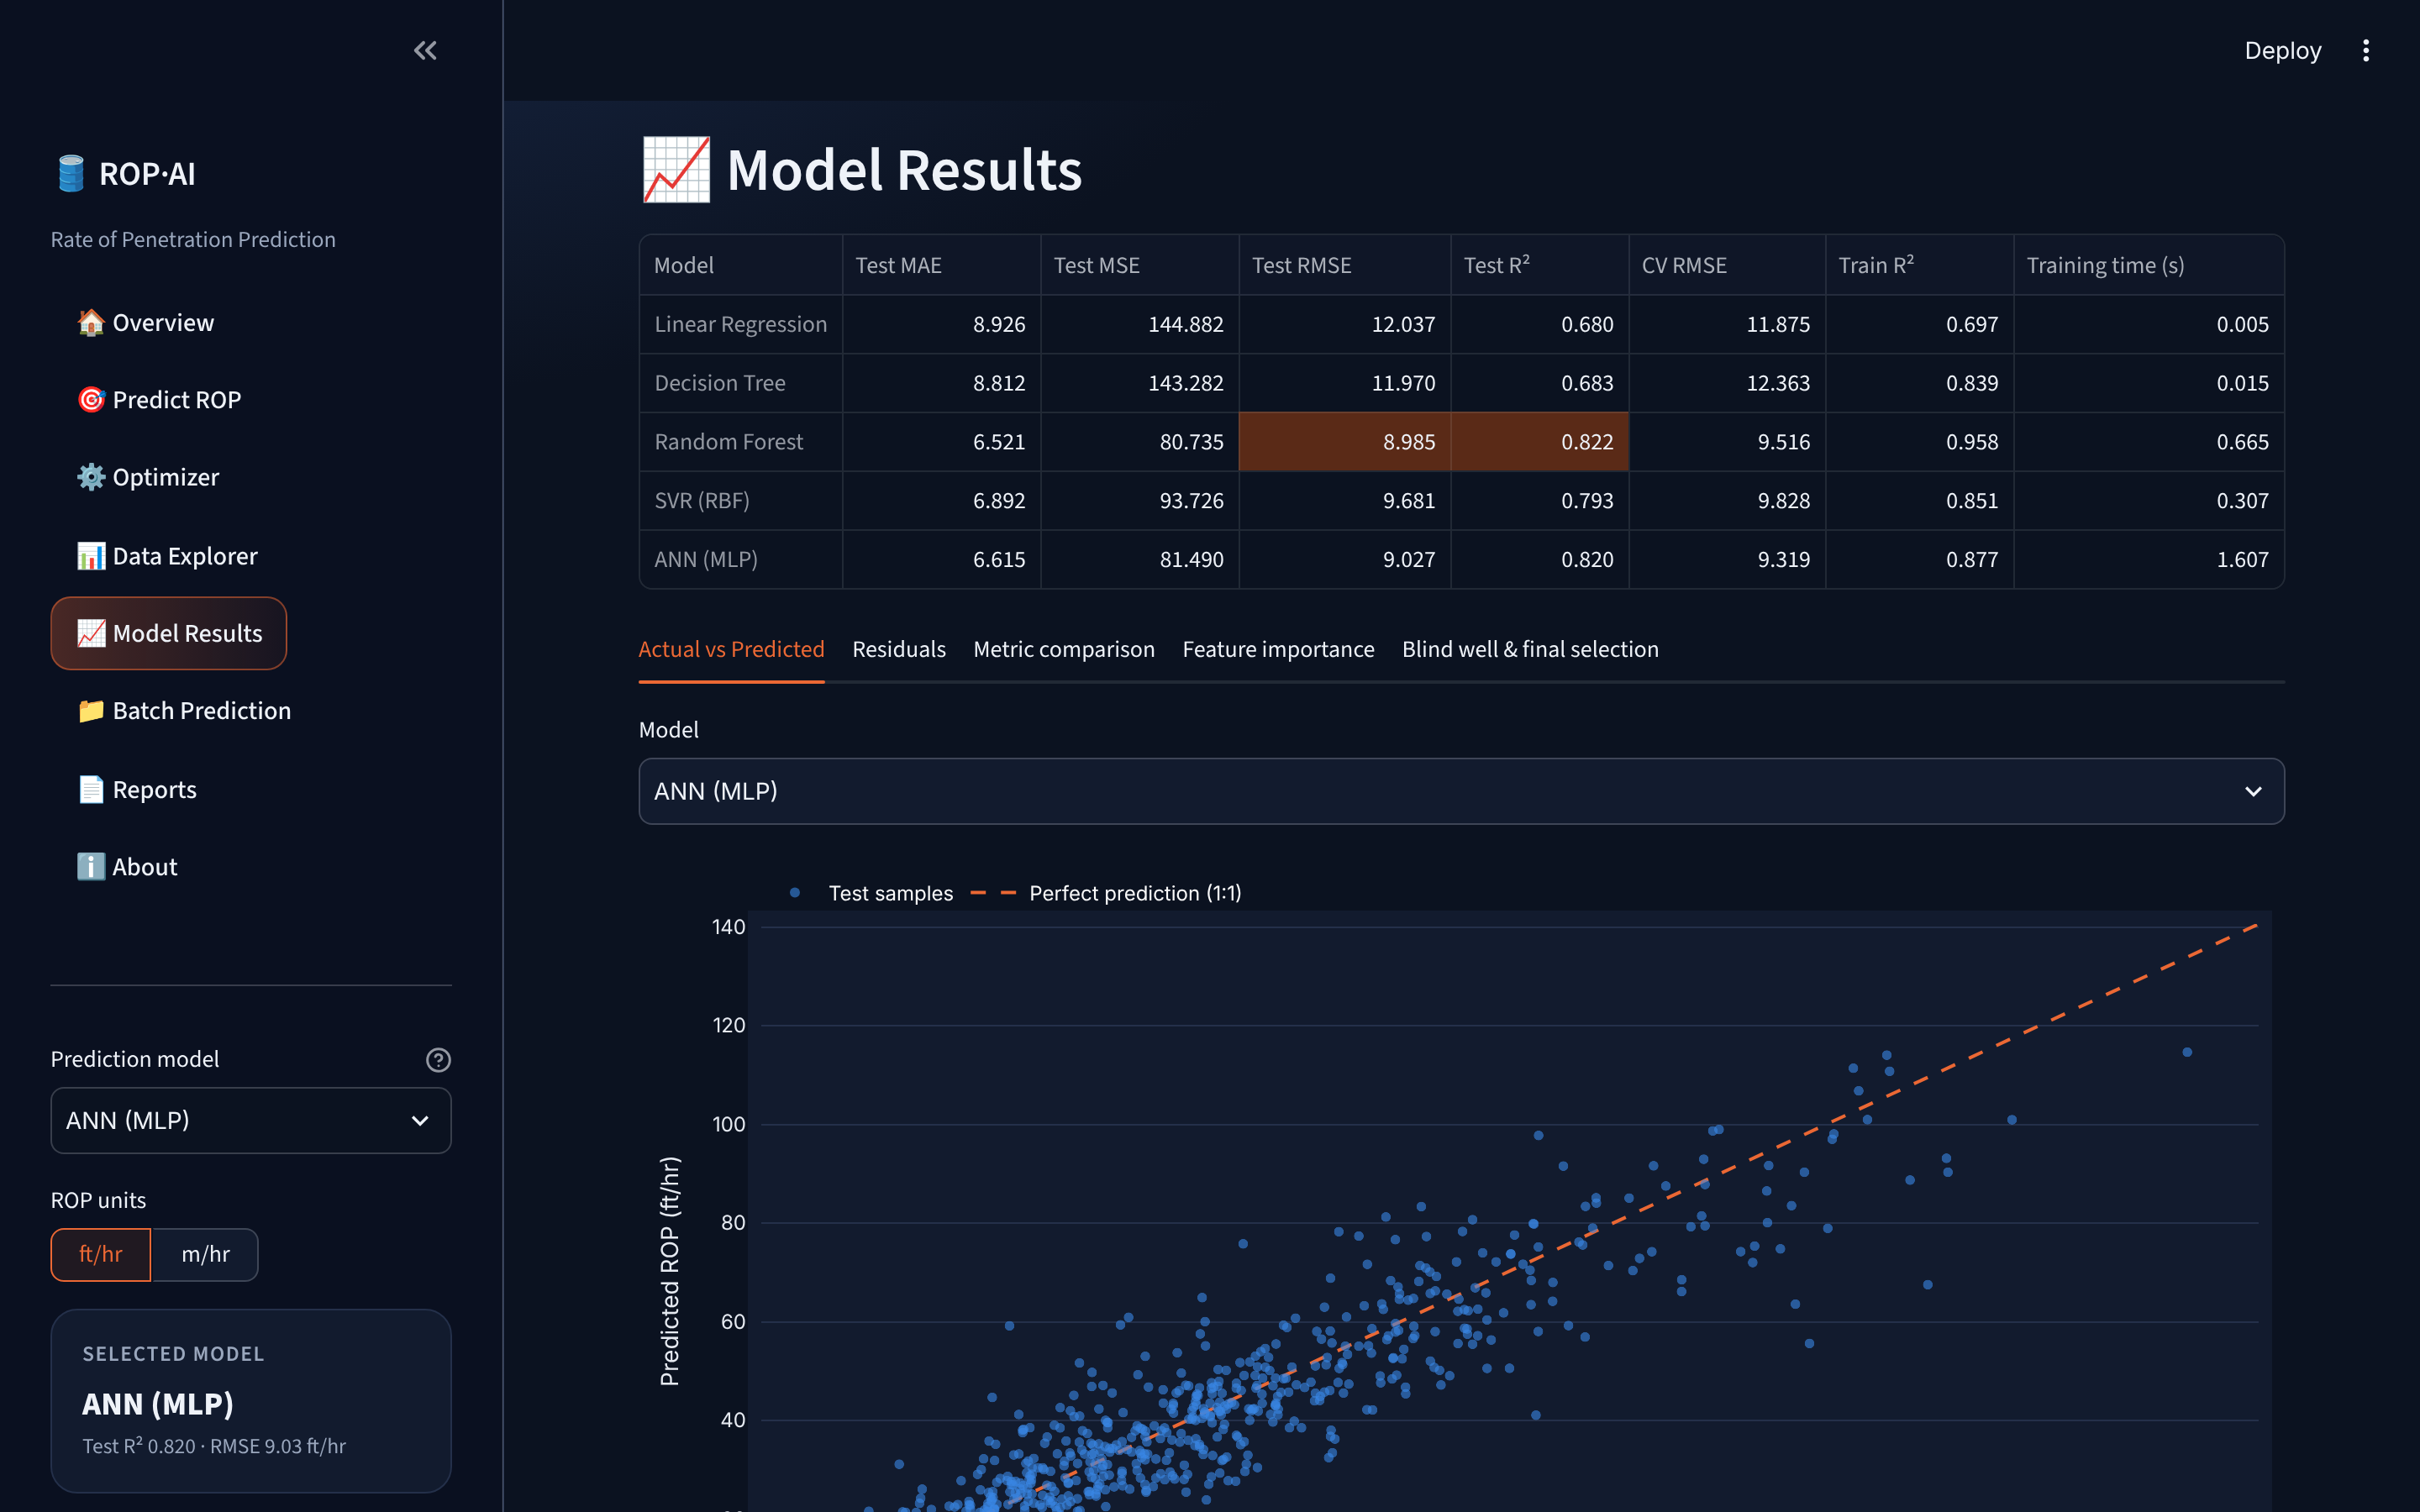 Deploy
ROP·AI
Rate of Penetration Prediction
Overview
Predict ROP
Optimizer
Data Explorer
Model Results
Batch Prediction
Reports
About
Prediction model
ANN (MLP)
ROP units
ft/hr m/hr
SELECTED MODEL
ANN (MLP)
Test R² 0.820 · RMSE 9.03 ft/hr
Model Results
Model Test MAE Test MSE Test RMSE Test R² CV RMSE Train R² Training time (s)
Linear Regression 8.926 144.882 12.037 0.680 11.875 0.697 0.005
Decision Tree 8.812 143.282 11.970 0.683 12.363 0.839 0.015
Random Forest 6.521 80.735 8.985 0.822 9.516 0.958 0.665
SVR (RBF) 6.892 93.726 9.681 0.793 9.828 0.851 0.307
ANN (MLP) 6.615 81.490 9.027 0.820 9.319 0.877 1.607
Actual vs Predicted Residuals Metric comparison Feature importance Blind well & final selection
Model
ANN (MLP)
Test samples Perfect prediction (1:1)
140
120
100
80
60
40
Predicted ROP (ft/hr)